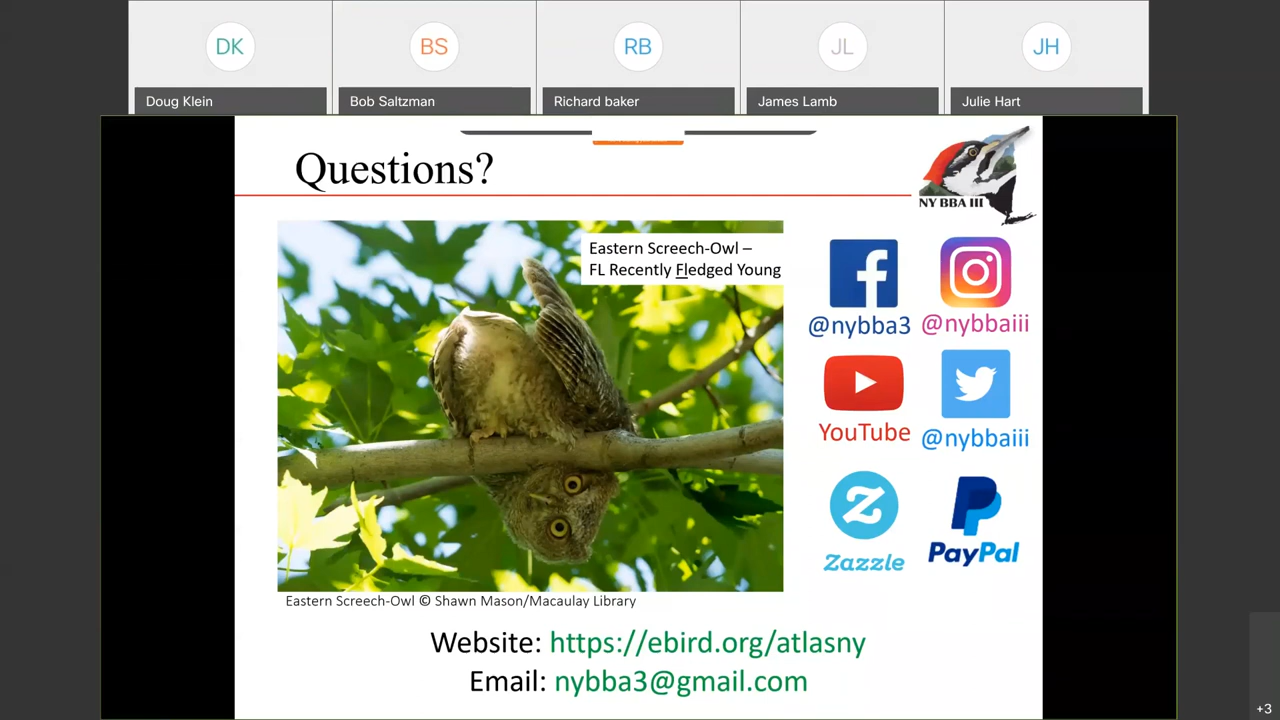 DK
BS
RB
JL
JH
Doug Klein
Bob Saltzman
Richard baker
James Lamb
Julie Hart
Questions?
NY BBA III
Eastern Screech-Owl –
FL Recently Fledged Young
@nybba3
@nybbaiii
YouTube
@nybbaiii
Zazzle
PayPal
Eastern Screech-Owl © Shawn Mason/Macaulay Library
Website: https://ebird.org/atlasny
Email: nybba3@gmail.com
+3